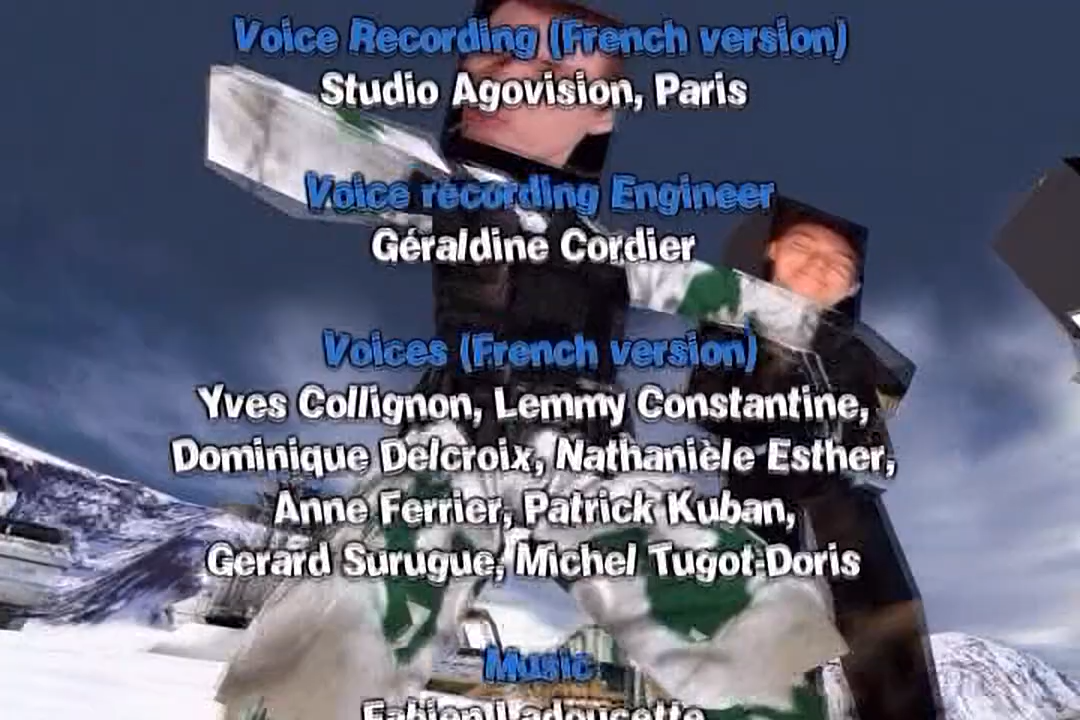 Voice Recording (French version)
Studio Agovision, Paris
Voice recording Engineer
Géraldine Cordier
Voices (French version)
Yves Collignon, Lemmy Constantine,
Dominique Delcroix, Nathanièle Esther,
Anne Ferrier, Patrick Kuban,
Gerard Surugue, Michel Tugot-Doris
Music
Fabien